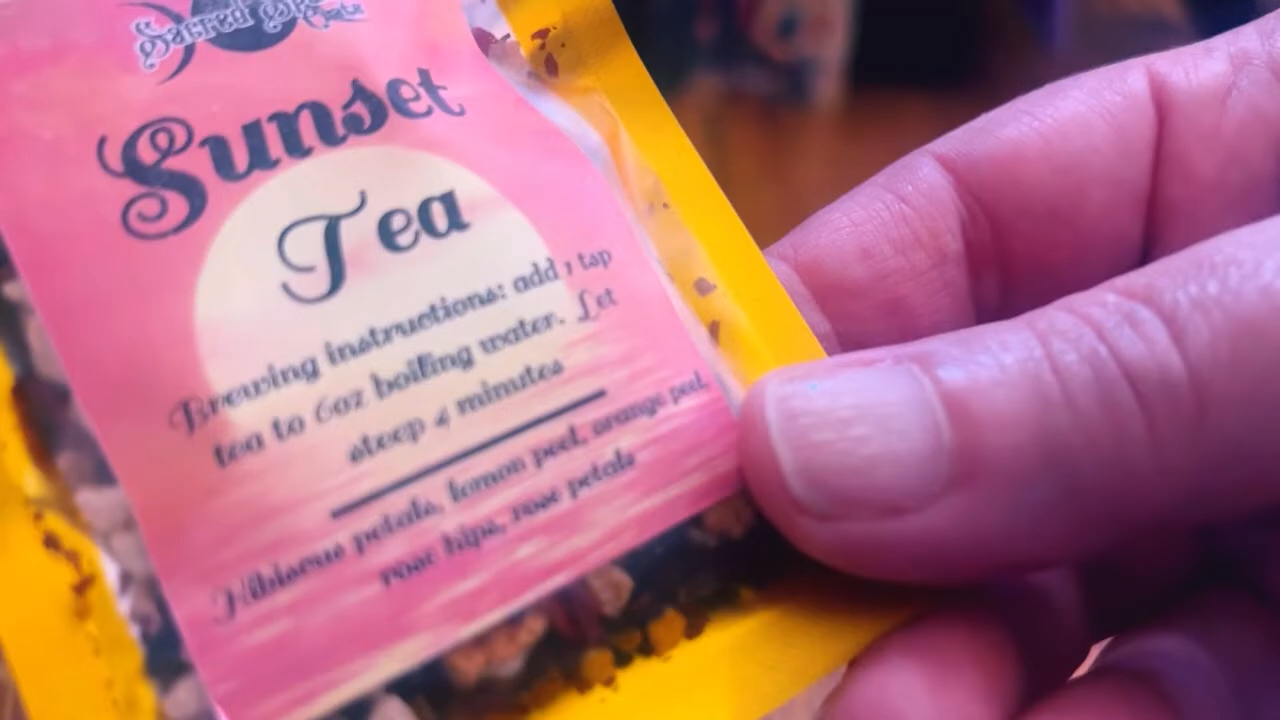 Sacred
Sunset
Tea
Brewing instructions: add 1 tsp
tea to 6oz boiling water. Let
steep 4 minutes
Hibiscus petals, lemon peel, orange peel,
rose hips, rose petals